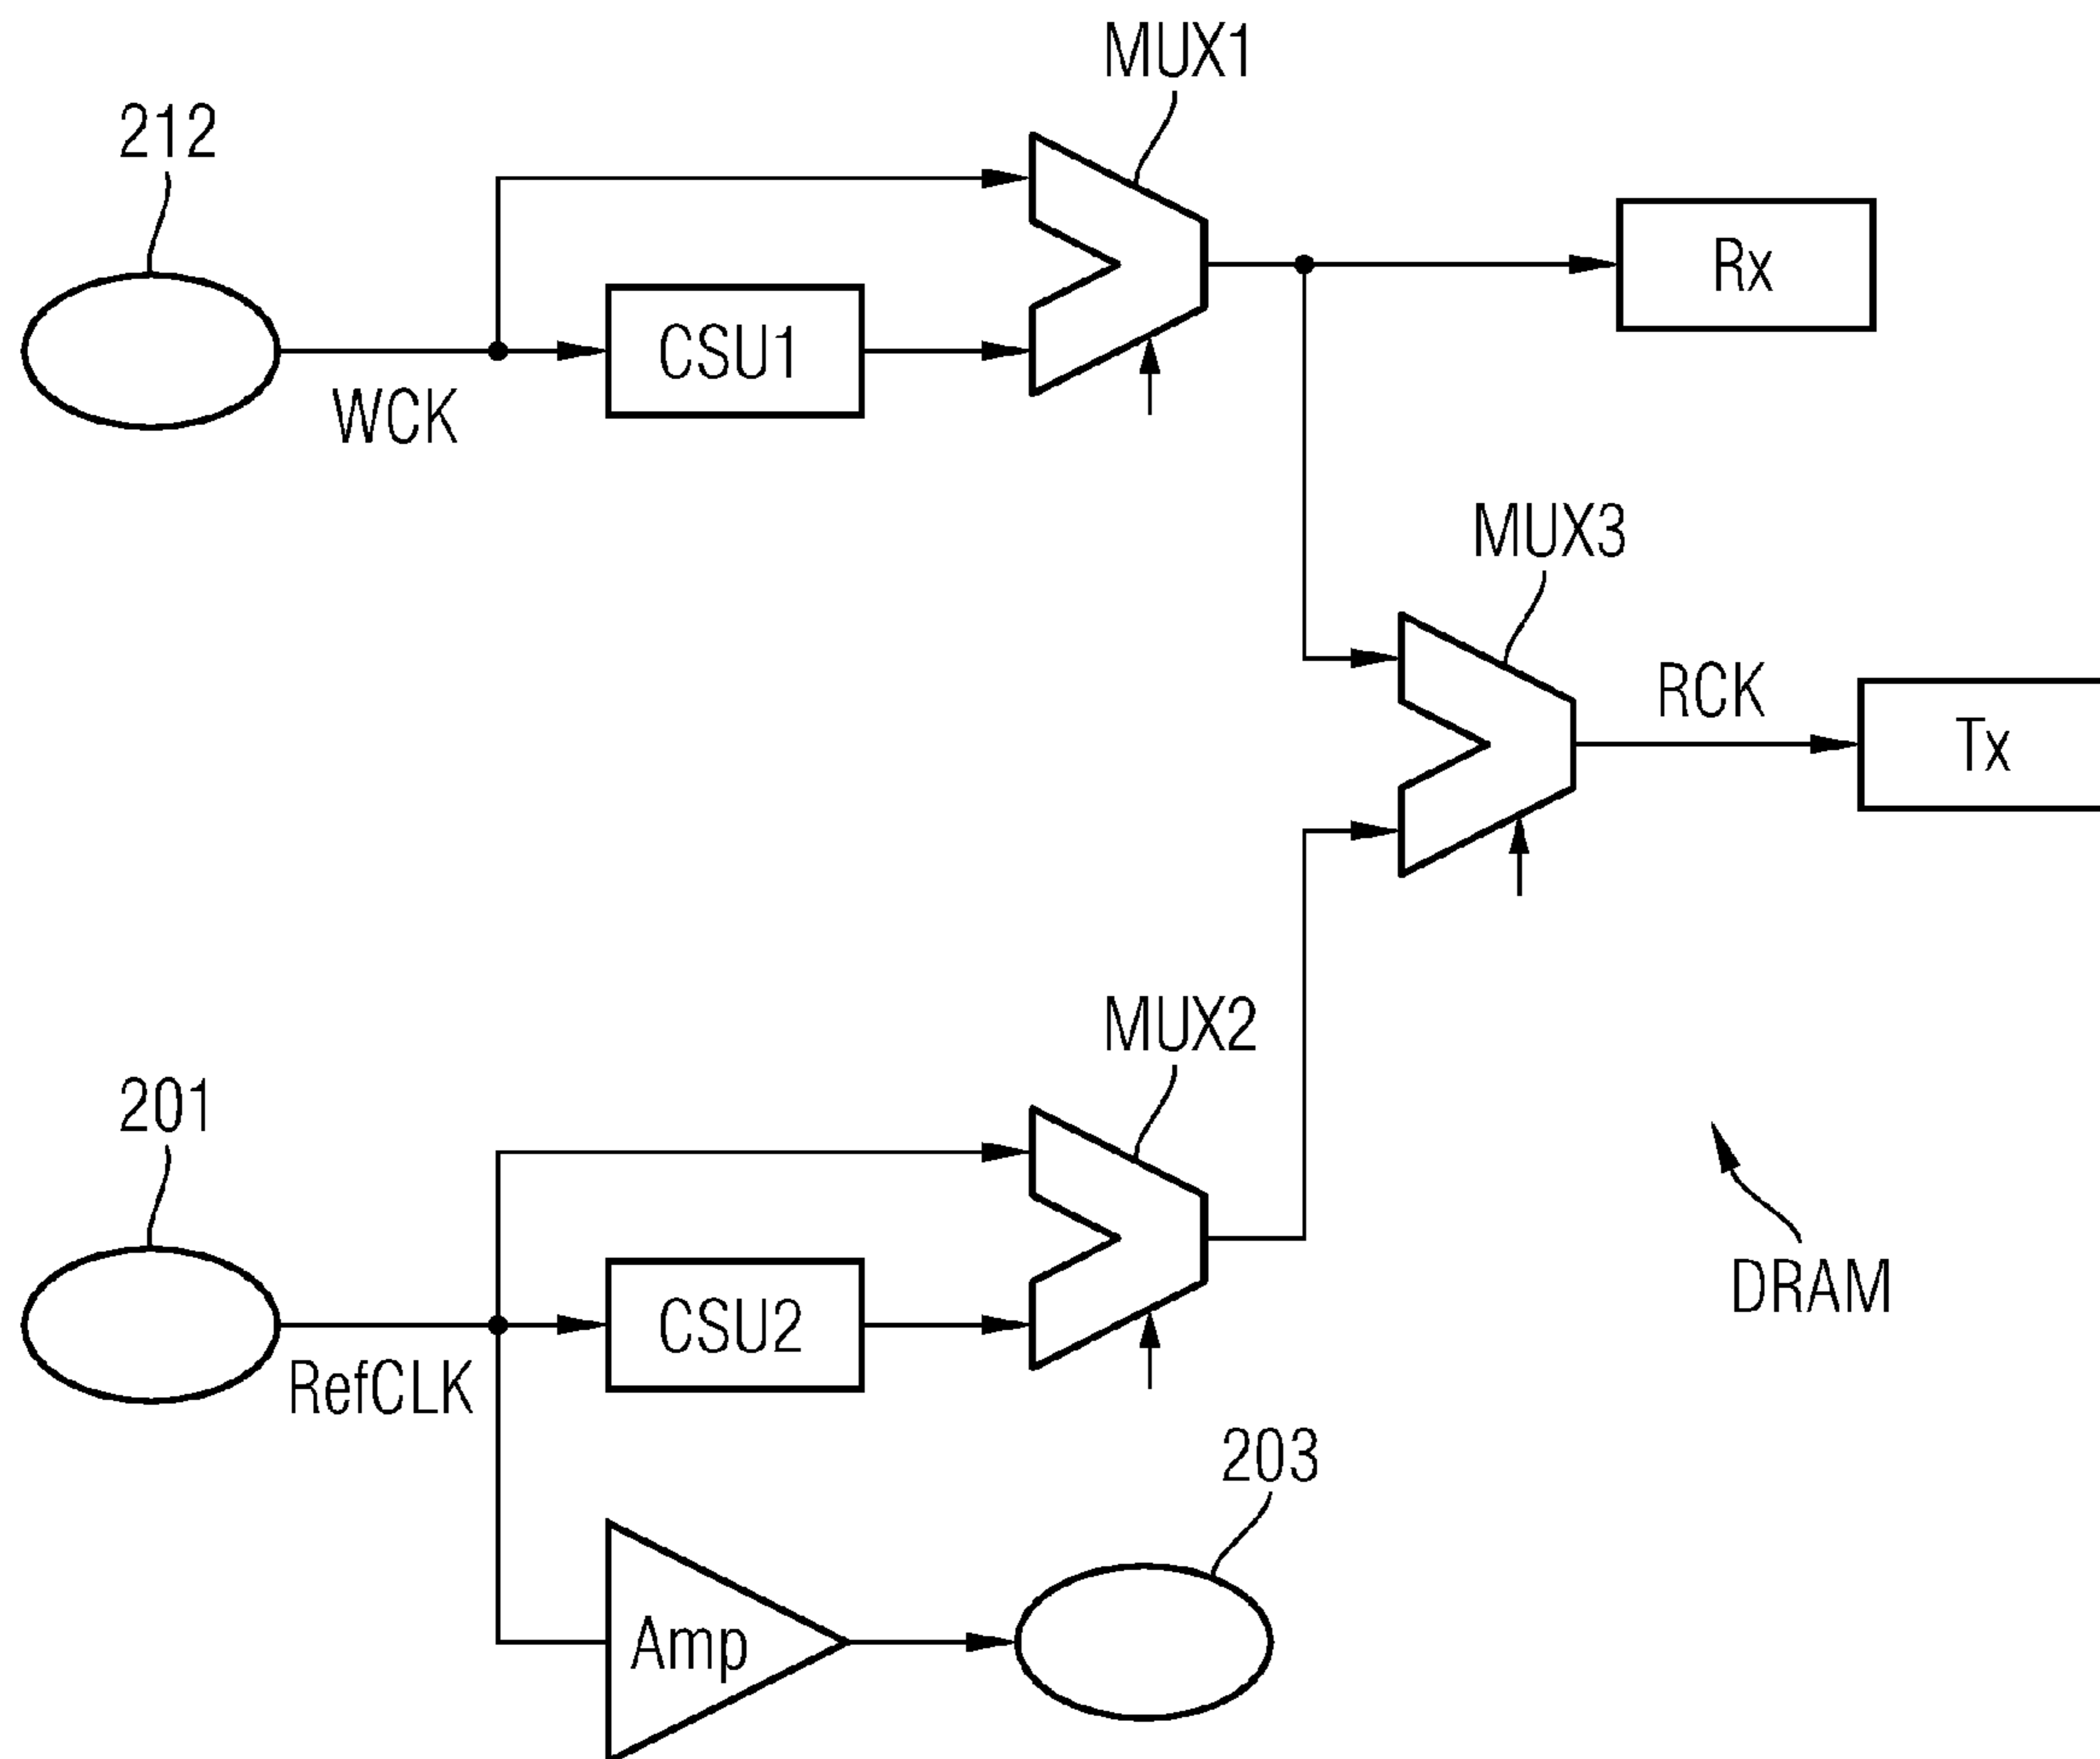 MUX1
212
Rx
CSU1
WCK
MUX3
RCK
Tx
MUX2
201
DRAM
CSU2
RefCLK
203
Amp